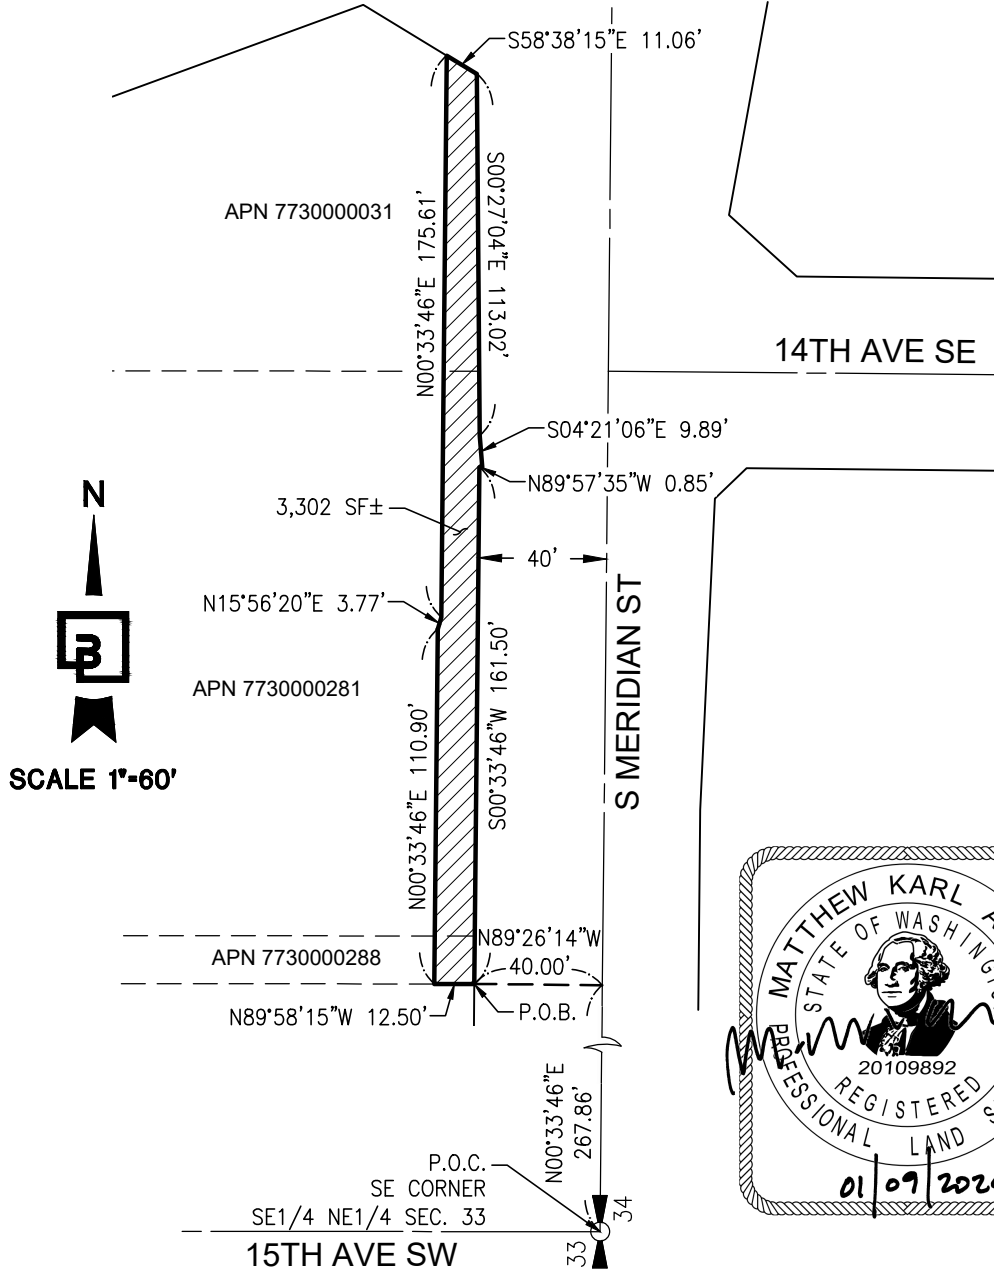 S58°38'15"E 11.06'
S00°27'04"E 113.02'
APN 7730000031
N00°33'46"E 175.61'
14TH AVE SE
S04°21'06"E 9.89'
N89°57'35"W 0.85'
N
3,302 SF±
40'
N15°56'20"E 3.77'
S MERIDIAN ST
S00°33'46"W 161.50'
APN 7730000281
N00°33'46"E 110.90'
SCALE 1"=60'
N89°26'14"W
40.00'
APN 7730000288
N89°58'15"W 12.50'
P.O.B.
N00°33'46"E
267.86'
P.O.C.
SE CORNER
SE1/4 NE1/4 SEC. 33
15TH AVE SW
33
34
MATTHEW KARL
STATE OF WASHING
20109892
REGISTERED
PROFESSIONAL LAND S
01/09/202